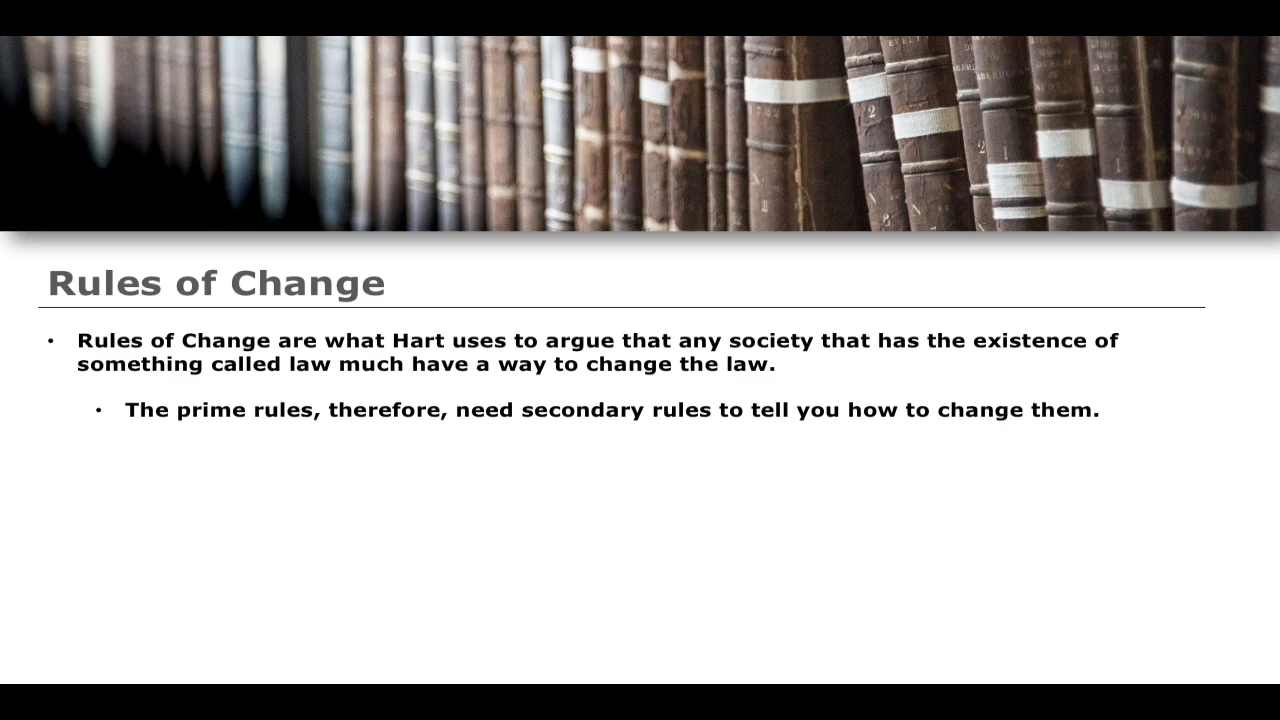 Rules of Change
• Rules of Change are what Hart uses to argue that any society that has the existence of
something called law much have a way to change the law.
• The prime rules, therefore, need secondary rules to tell you how to change them.